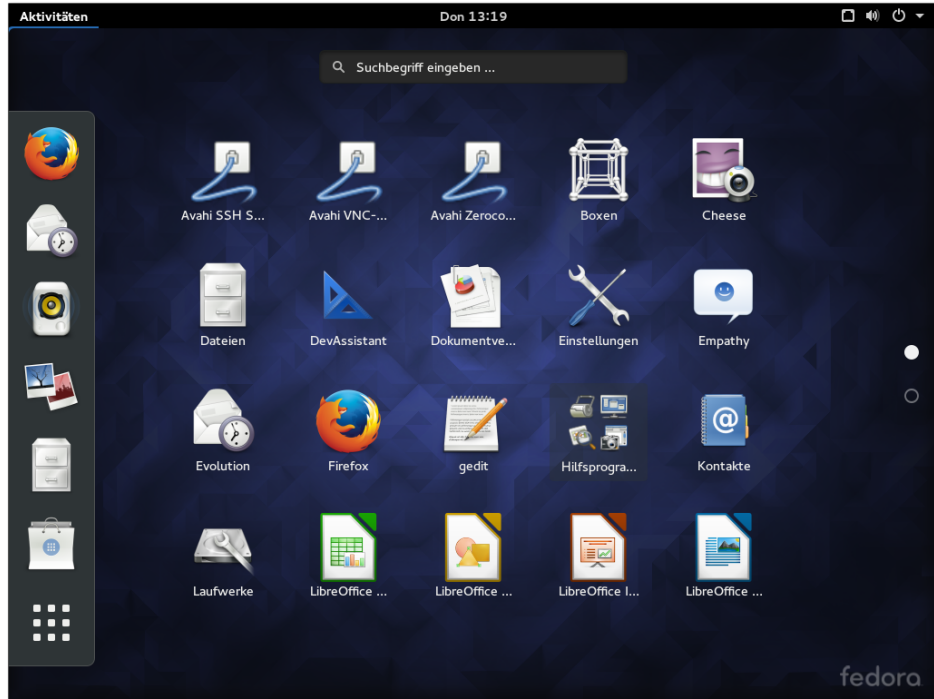 Aktivitäten Don 13:19
Suchbegriff eingeben ...
Avahi SSH S... Avahi VNC-... Avahi Zeroco... Boxen Cheese
Dateien DevAssistant Dokumentve... Einstellungen Empathy
@
Evolution Firefox gedit Hilfsprogra... Kontakte
Laufwerke LibreOffice ... LibreOffice ... LibreOffice I... LibreOffice ...
fedora